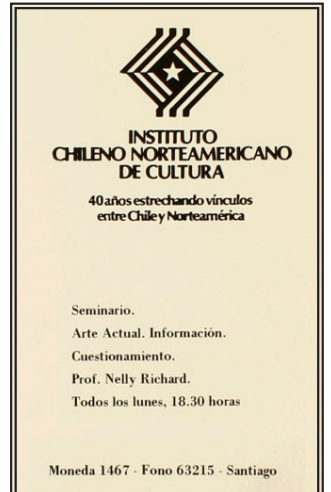 INSTITUTO
CHILENO NORTEAMERICANO
DE CULTURA
40 años estrechando vínculos
entre Chile y Norteamérica
Seminario.
Arte Actual. Información.
Cuestionamiento.
Prof. Nelly Richard.
Todos los lunes, 18.30 horas
Moneda 1467 - Fono 63215 - Santiago